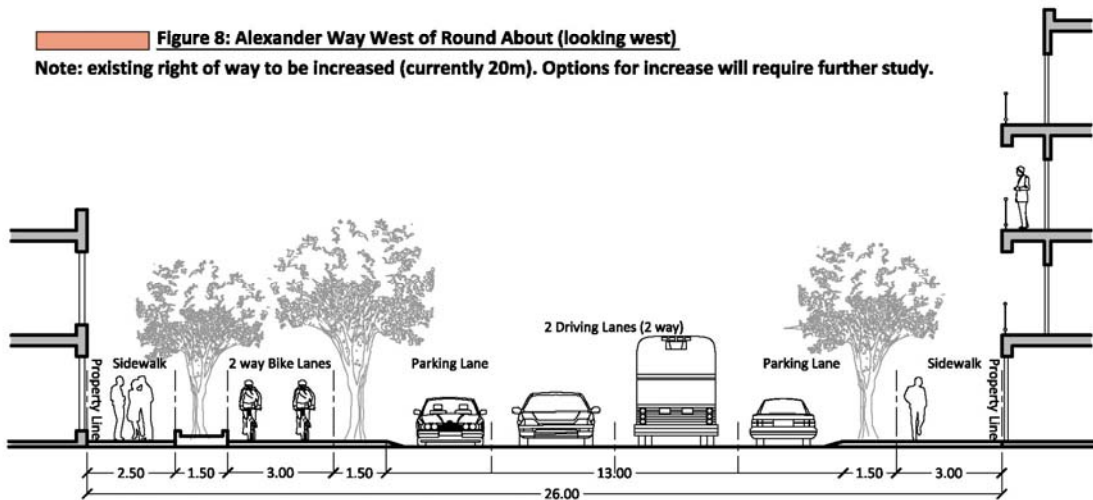 Figure 8: Alexander Way West of Round About (looking west)
Note: existing right of way to be increased (currently 20m). Options for increase will require further study.
2 Driving Lanes (2 way)
Property Line
Sidewalk
2 way Bike Lanes
Parking Lane
Parking Lane
Sidewalk
Property Line
2.50
1.50
3.00
1.50
13.00
1.50
3.00
26.00